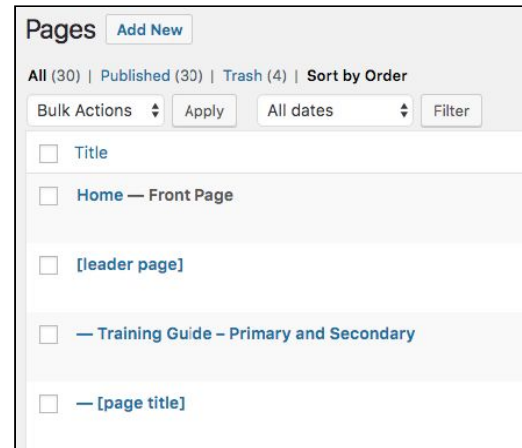 Pages Add New
All (30) | Published (30) | Trash (4) | Sort by Order
Bulk Actions Apply All dates Filter
Title
Home — Front Page
[leader page]
— Training Guide – Primary and Secondary
— [page title]